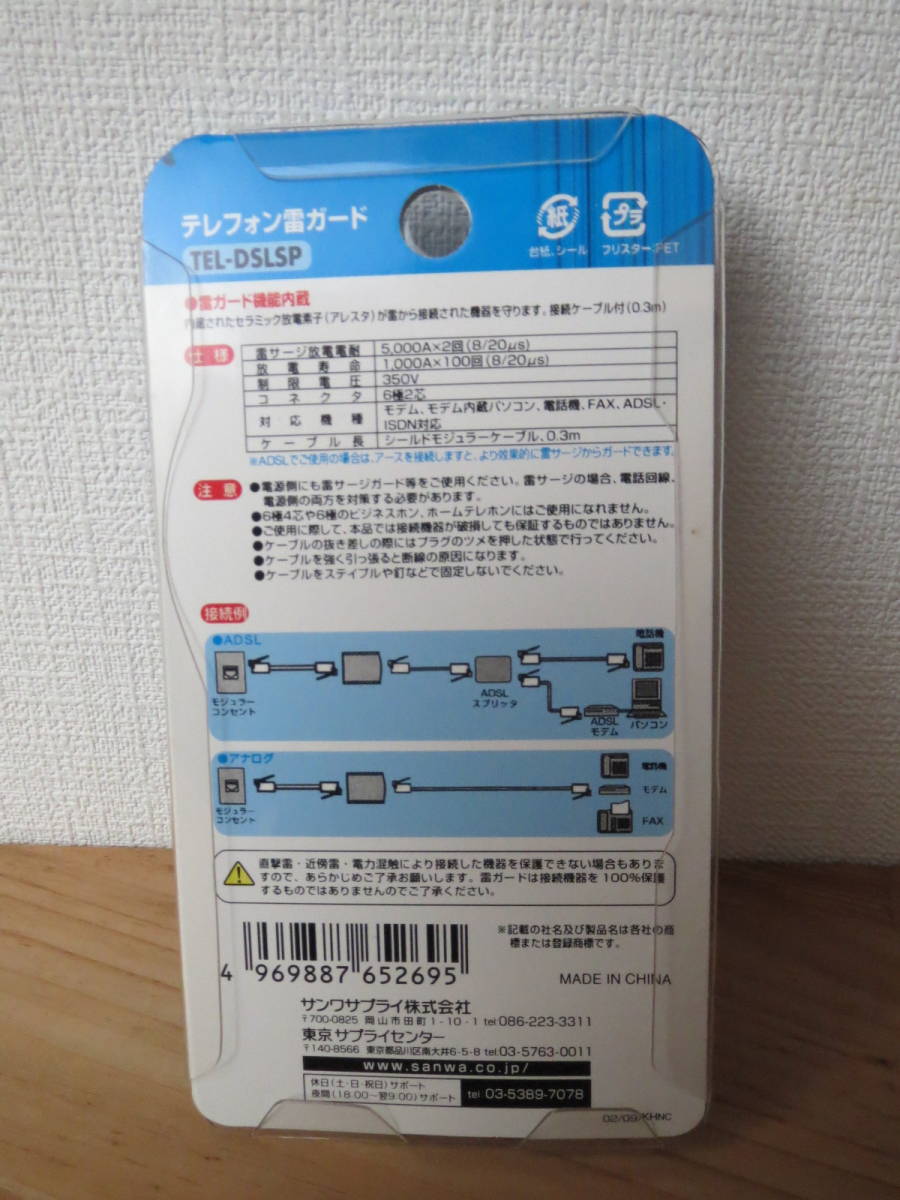 テレフォン雷ガード
TEL-DSLSP
紙
台紙、シール
プラ
フリスター:PET
●雷ガード機能内蔵
内蔵されたセラミック放電素子(アレスタ)が雷から接続された機器を守ります。接続ケーブル付(0.3m)
仕様
雷サージ放電電耐 5,000A×2回(8/20μs)
放電寿命 1,000A×100回(8/20μs)
制限電圧 350V
コネクタ 6極2芯
対応機種 モデム、モデム内蔵パソコン、電話機、FAX、ADSL・
ISDN対応
ケーブル長 シールドモジュラーケーブル、0.3m
※ADSLでご使用の場合は、アースを接続しますと、より効果的に雷サージからガードできます。
注意
●電源側にも雷サージガード等をご使用ください。雷サージの場合、電話回線、
電源側の両方を対策する必要があります。
●6極4芯や6極のビジネスホン、ホームテレホンにはご使用になれません。
●ご使用に際して、本品では接続機器が破損しても保証するものではありません。
●ケーブルの抜き差しの際にはプラグのツメを押した状態で行ってください。
●ケーブルを強く引っ張ると断線の原因になります。
●ケーブルをステイプルや釘などで固定しないでください。
接続例
●ADSL
電話機
モジュラー
コンセント
ADSL
スプリッタ
ADSL
モデム
パソコン
●アナログ
電話機
モデム
FAX
モジュラー
コンセント
直撃雷・近傍雷・電力混触により接続した機器を保護できない場合もありま
すので、あらかじめご了承お願いします。雷ガードは接続機器を100%保護
するものではありませんのでご了承ください。
※記載の社名及び製品名は各社の商
標または登録商標です。
4 969887 652695
MADE IN CHINA
サンワサプライ株式会社
〒700-0825 岡山市田町1-10-1 tel 086-223-3311
東京サプライセンター
〒140-8566 東京都品川区南大井6-5-8 tel 03-5763-0011
www.sanwa.co.jp/
休日(土・日・祝日)サポート
夜間(18:00～翌9:00)サポート
tel 03-5389-7078
02/09/KHNC